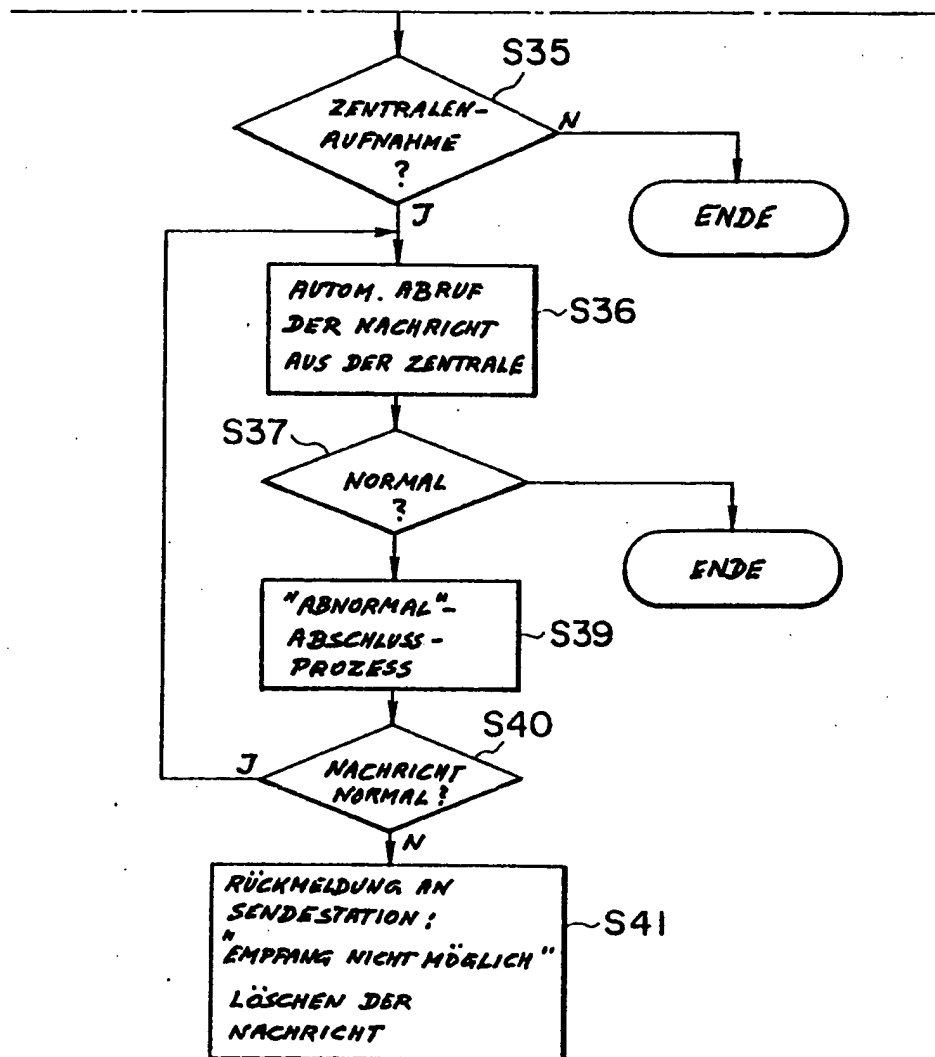 S35
ZENTRALEN-
AUFNAHME
?
N
J
ENDE
AUTOM. ABRUF
DER NACHRICHT
AUS DER ZENTRALE
S36
S37
NORMAL
?
ENDE
"ABNORMAL"-
ABSCHLUSS-
PROZESS
S39
S40
J
NACHRICHT
NORMAL?
N
RÜCKMELDUNG AN
SENDESTATION:
"EMPFANG NICHT MÖGLICH"
LÖSCHEN DER
NACHRICHT
S41